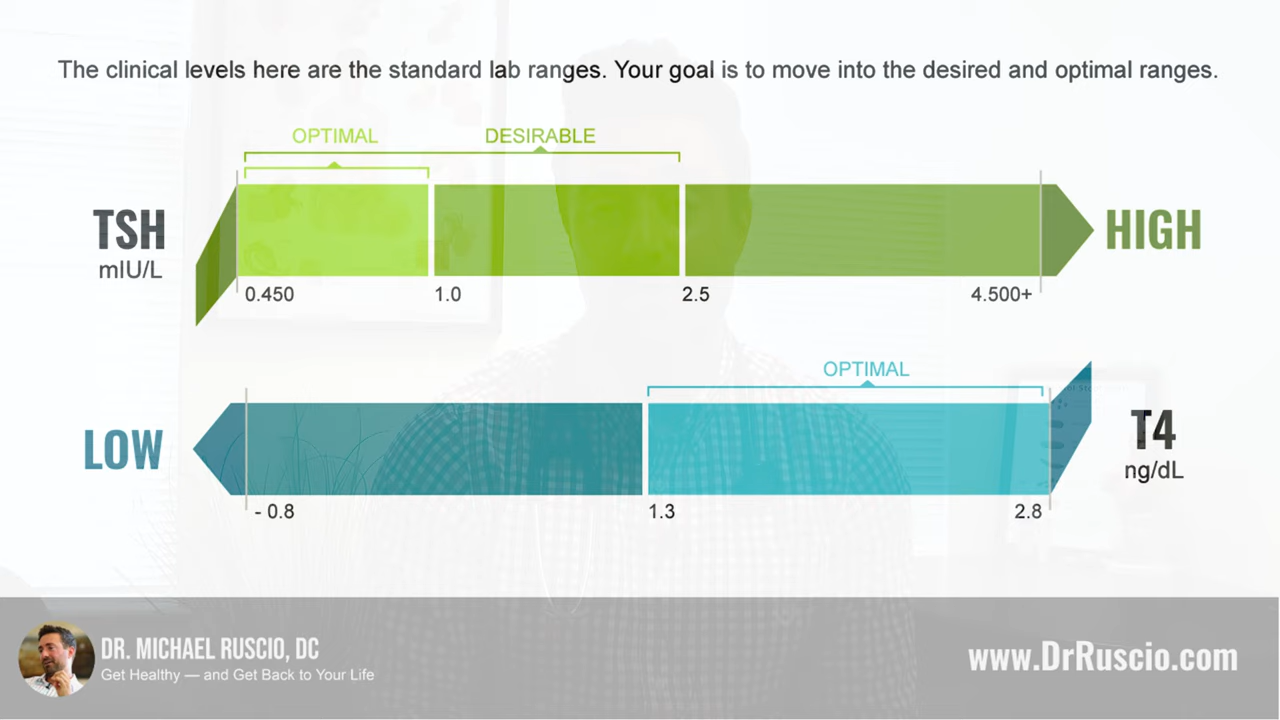 The clinical levels here are the standard lab ranges. Your goal is to move into the desired and optimal ranges.
OPTIMAL DESIRABLE
TSH
mIU/L
HIGH
0.450 1.0 2.5 4.500+
OPTIMAL
LOW
T4
ng/dL
- 0.8 1.3 2.8
DR. MICHAEL RUSCIO, DC
Get Healthy — and Get Back to Your Life
www.DrRuscio.com